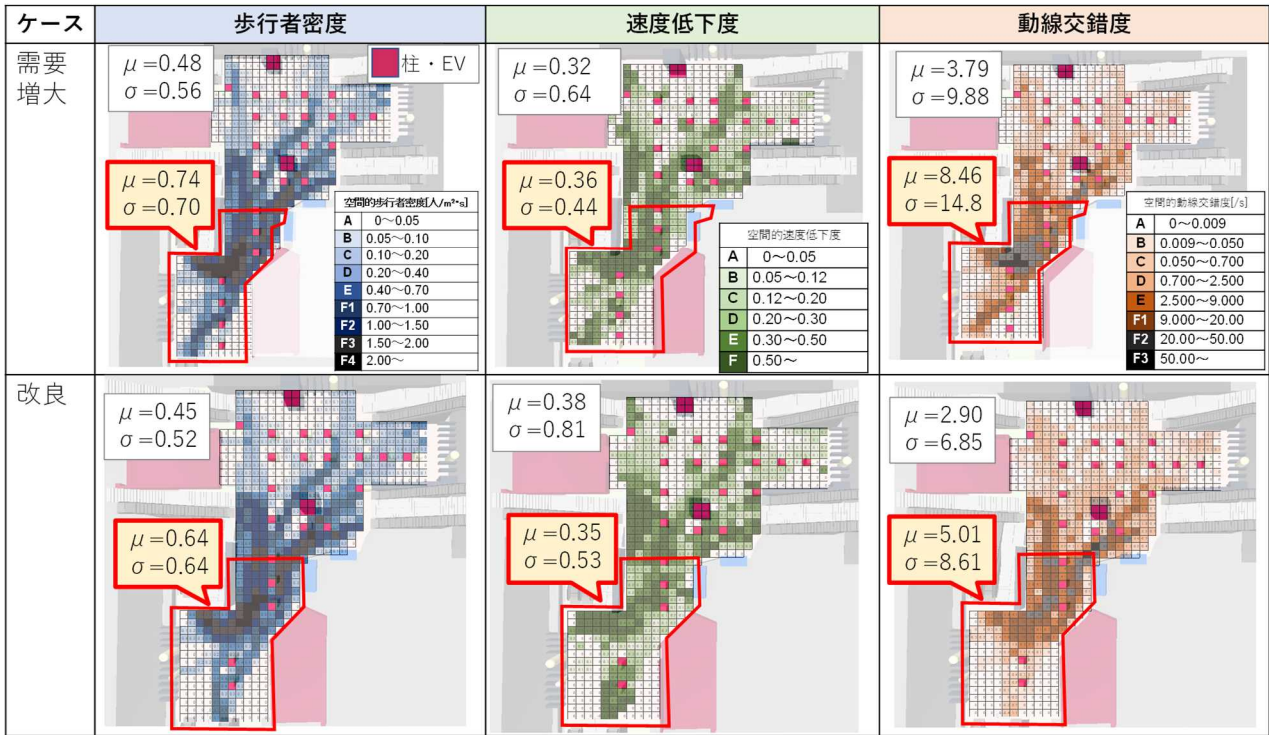 ケース
歩行者密度
速度低下度
動線交錯度
需要
増大
μ=0.48
σ=0.56
柱・EV
μ=0.74
σ=0.70
空間的歩行者密度[人/m²・s]
A 0～0.05
B 0.05～0.10
C 0.10～0.20
D 0.20～0.40
E 0.40～0.70
F1 0.70～1.00
F2 1.00～1.50
F3 1.50～2.00
F4 2.00～
μ=0.32
σ=0.64
μ=0.36
σ=0.44
空間的速度低下度
A 0～0.05
B 0.05～0.12
C 0.12～0.20
D 0.20～0.30
E 0.30～0.50
F 0.50～
μ=3.79
σ=9.88
μ=8.46
σ=14.8
空間的動線交錯度[/s]
A 0～0.009
B 0.009～0.050
C 0.050～0.700
D 0.700～2.500
E 2.500～9.000
F1 9.000～20.00
F2 20.00～50.00
F3 50.00～
改良
μ=0.45
σ=0.52
μ=0.64
σ=0.64
μ=0.38
σ=0.81
μ=0.35
σ=0.53
μ=2.90
σ=6.85
μ=5.01
σ=8.61